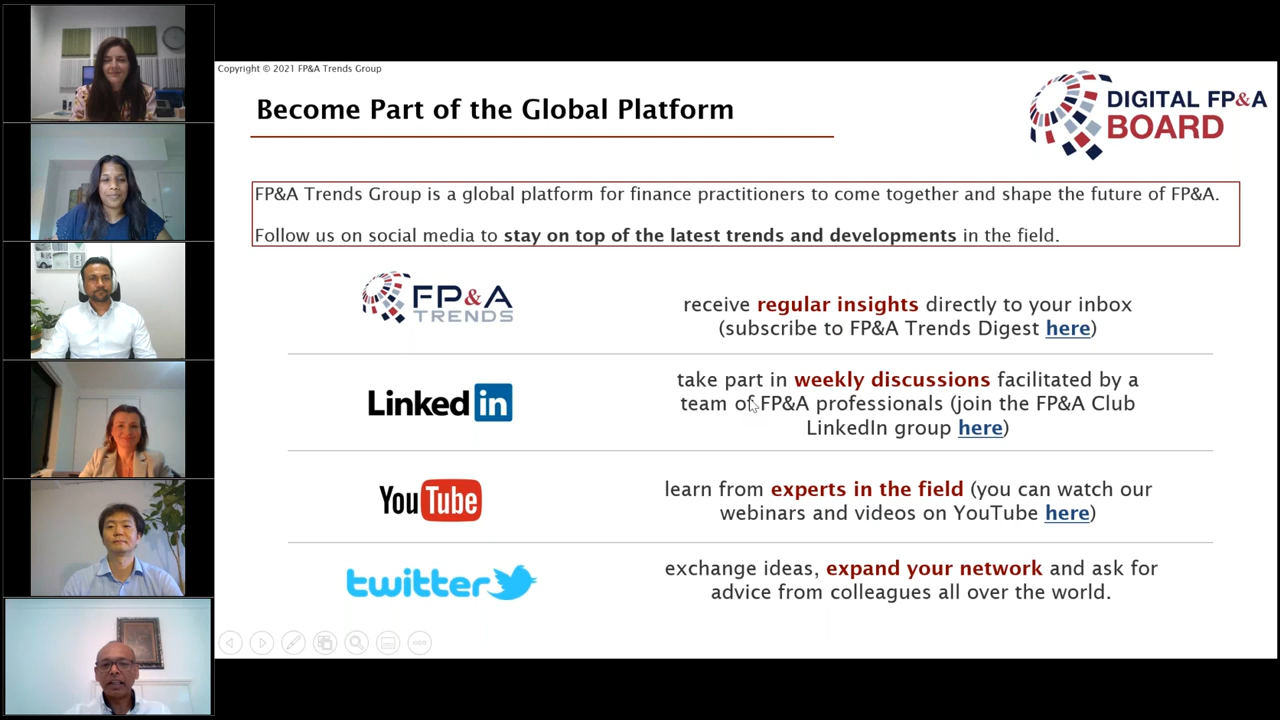 Copyright © 2021 FP&A Trends Group
Become Part of the Global Platform
DIGITAL FP&A
BOARD
FP&A Trends Group is a global platform for finance practitioners to come together and shape the future of FP&A.
Follow us on social media to stay on top of the latest trends and developments in the field.
FP&A
TRENDS
receive regular insights directly to your inbox
(subscribe to FP&A Trends Digest here)
Linked in
take part in weekly discussions facilitated by a
team of FP&A professionals (join the FP&A Club
LinkedIn group here)
YouTube
learn from experts in the field (you can watch our
webinars and videos on YouTube here)
twitter
exchange ideas, expand your network and ask for
advice from colleagues all over the world.